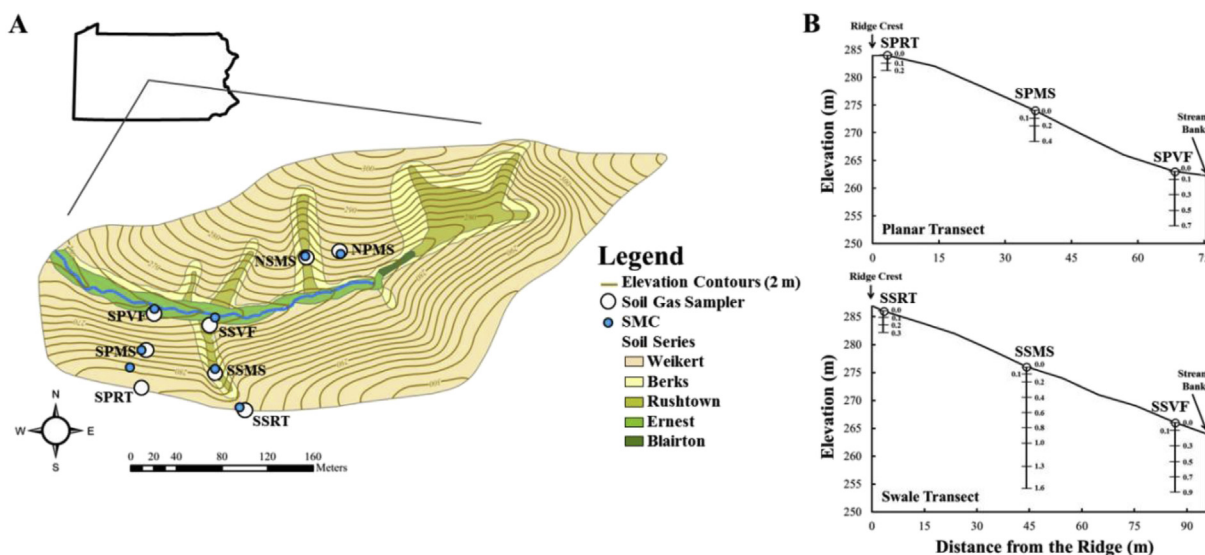 A
NSMS
NPMS
SPVF
SSVF
SPMS
SSMS
SPRT
SSRT
N
W
E
S
0 20 40 80 120 160
Meters
Legend
Elevation Contours (2 m)
Soil Gas Sampler
SMC
Soil Series
Weikert
Berks
Rushtown
Ernest
Blairton
B
Ridge Crest
SPRT
0.0
0.1
0.2
SPMS
0.0
0.1
0.2
0.4
SPVF
0.0
0.1
0.3
0.5
0.7
Stream
Bank
285
280
275
270
265
260
255
250
Elevation (m)
Planar Transect
0 15 30 45 60 75
Ridge Crest
SSRT
0.0
0.1
0.2
0.3
SSMS
0.0
0.1
0.2
0.4
0.6
0.8
1.0
1.3
1.6
SSVF
0.0
0.1
0.3
0.5
0.7
0.9
Stream
Bank
285
280
275
270
265
260
255
250
Elevation (m)
Swale Transect
0 15 30 45 60 75 90
Distance from the Ridge (m)